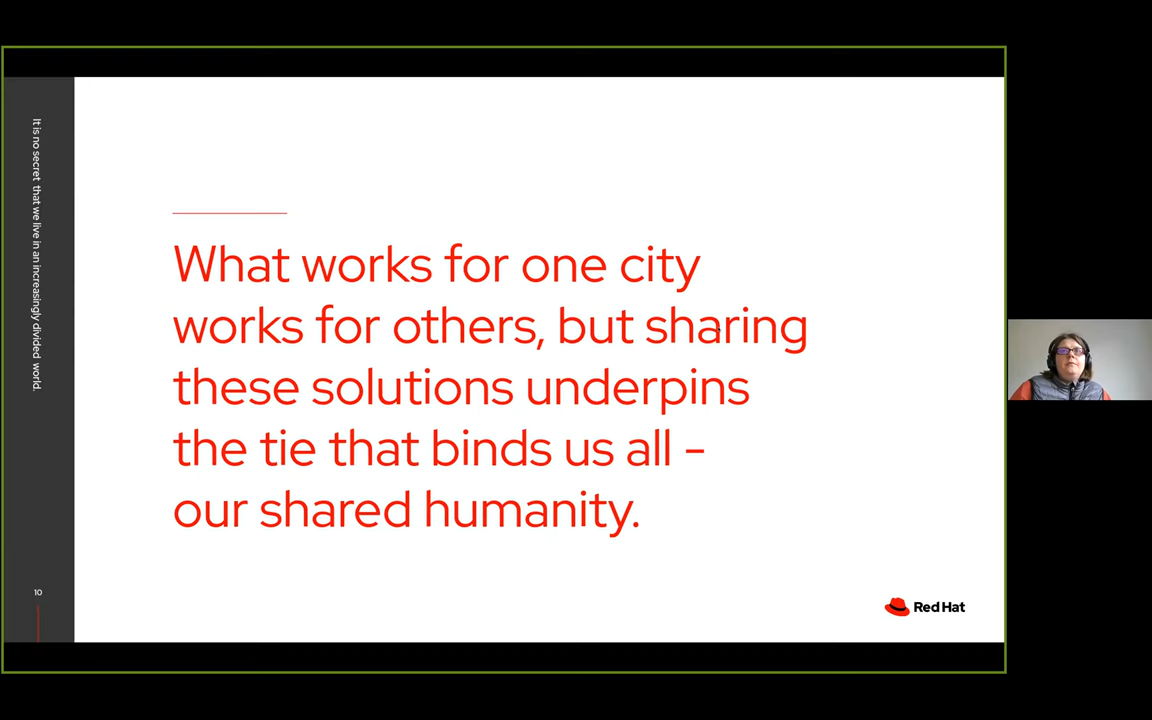 It is no secret that we live in an increasingly divided world.
What works for one city
works for others, but sharing
these solutions underpins
the tie that binds us all -
our shared humanity.
10
Red Hat